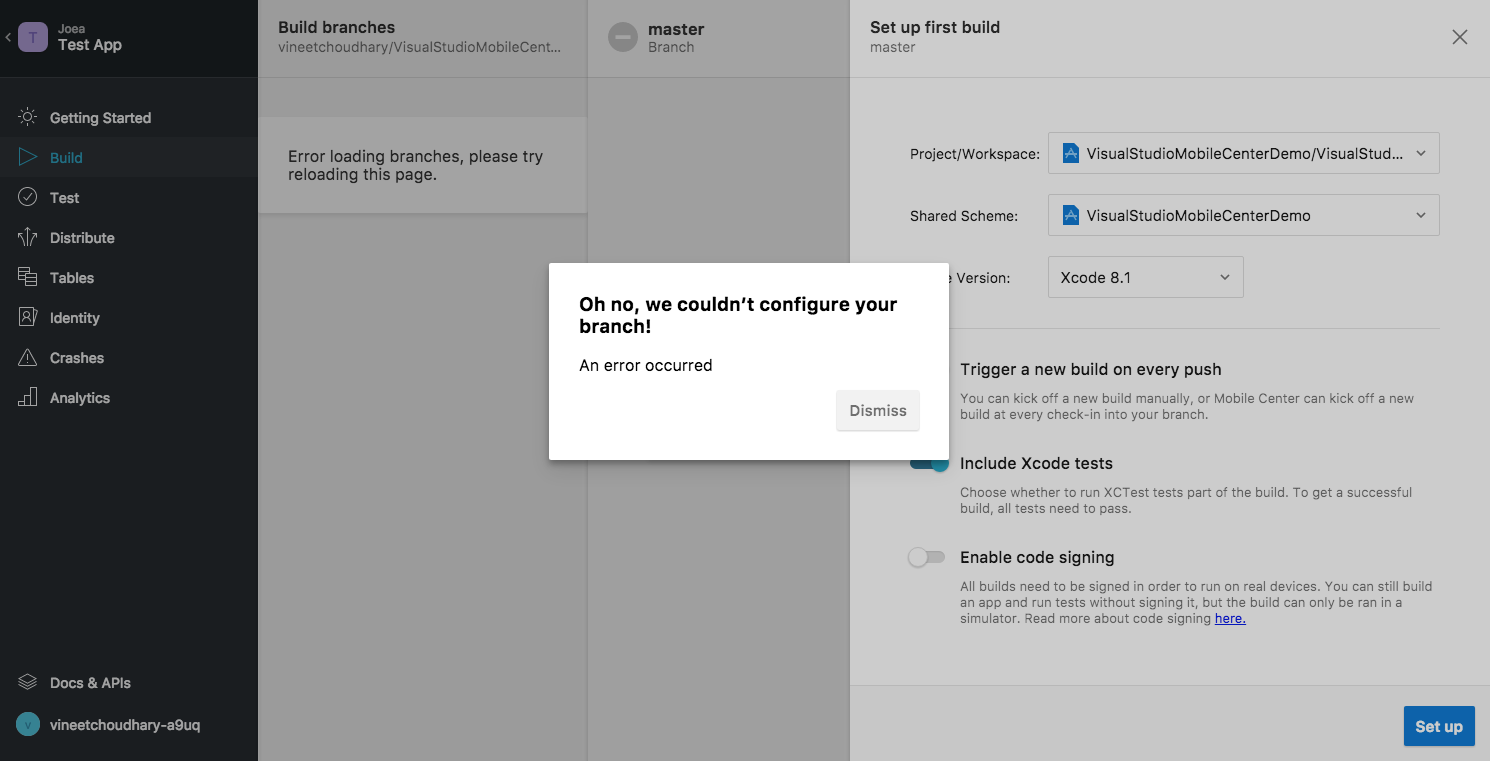 Joea
T
Test App
Getting Started
Build
Test
Distribute
Tables
Identity
Crashes
Analytics
Docs & APIs
v
vineetchoudhary-a9uq
Build branches
vineetchoudhary/VisualStudioMobileCent...
Error loading branches, please try
reloading this page.
master
Branch
Set up first build
master
Project/Workspace:
VisualStudioMobileCenterDemo/VisualStud...
Shared Scheme:
VisualStudioMobileCenterDemo
Version:
Xcode 8.1
Oh no, we couldn’t configure your
branch!
An error occurred
Dismiss
Trigger a new build on every push
You can kick off a new build manually, or Mobile Center can kick off a new
build at every check-in into your branch.
Include Xcode tests
Choose whether to run XCTest tests part of the build. To get a successful
build, all tests need to pass.
Enable code signing
All builds need to be signed in order to run on real devices. You can still build
an app and run tests without signing it, but the build can only be ran in a
simulator. Read more about code signing here.
Set up